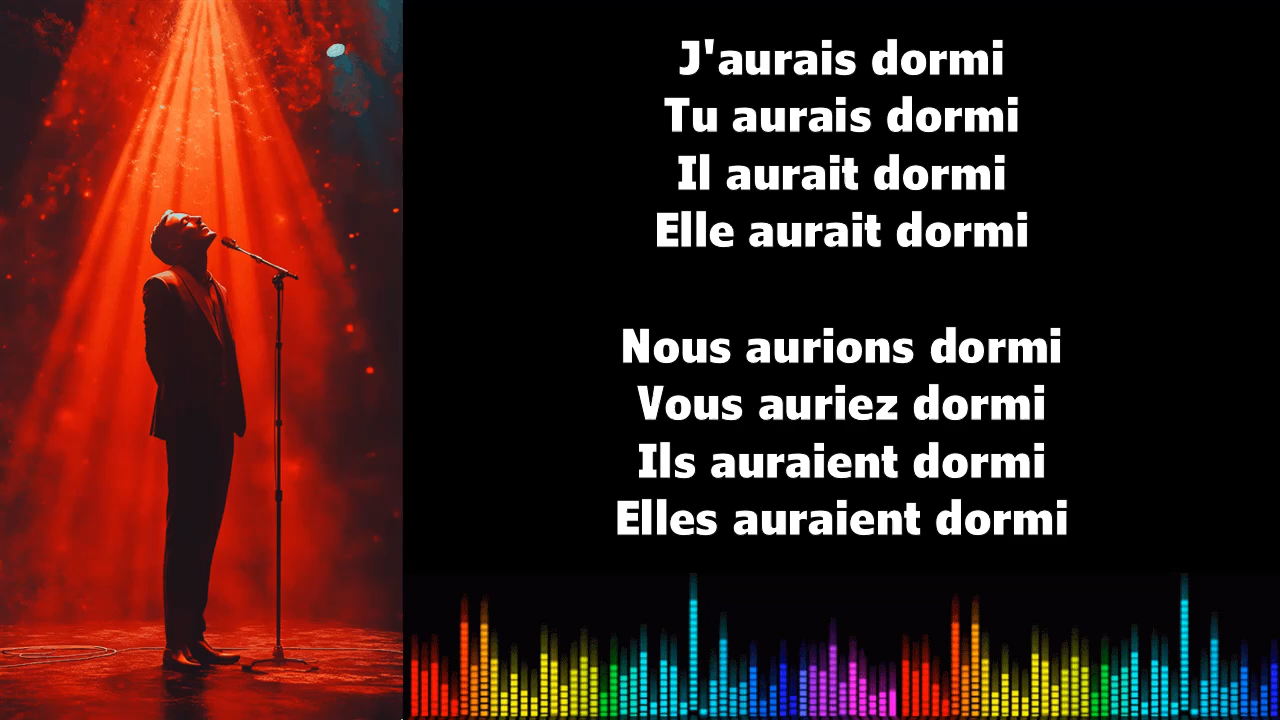 J'aurais dormi
Tu aurais dormi
Il aurait dormi
Elle aurait dormi
Nous aurions dormi
Vous auriez dormi
Ils auraient dormi
Elles auraient dormi